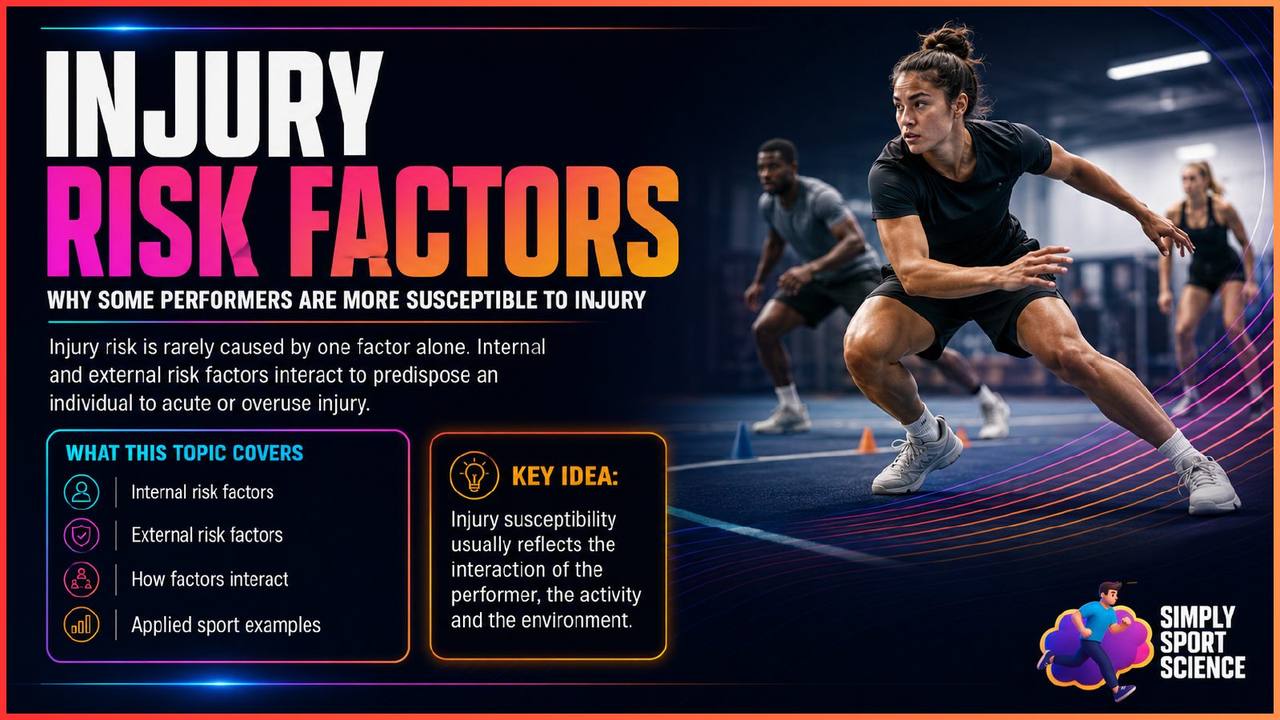 INJURY
RISK FACTORS
WHY SOME PERFORMERS ARE MORE SUSCEPTIBLE TO INJURY
Injury risk is rarely caused by one factor alone. Internal
and external risk factors interact to predispose an
individual to acute or overuse injury.
WHAT THIS TOPIC COVERS
Internal risk factors
External risk factors
How factors interact
Applied sport examples
KEY IDEA:
Injury susceptibility
usually reflects the
interaction of the
performer, the activity
and the environment.
SIMPLY
SPORT
SCIENCE